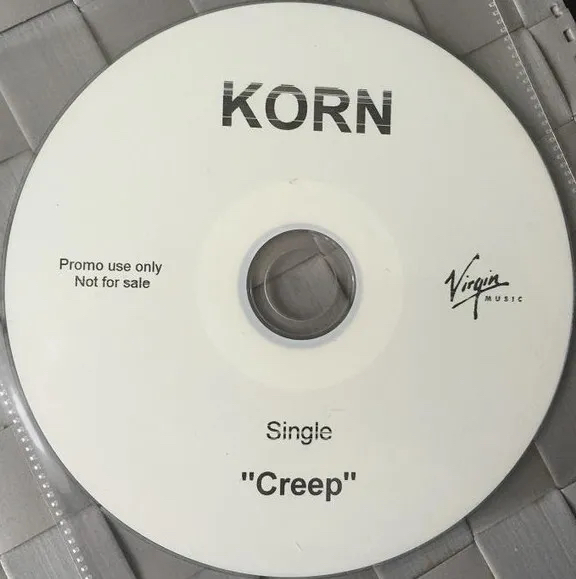 KORN
Promo use only
Not for sale
Virgin
MUSIC
Single
"Creep"